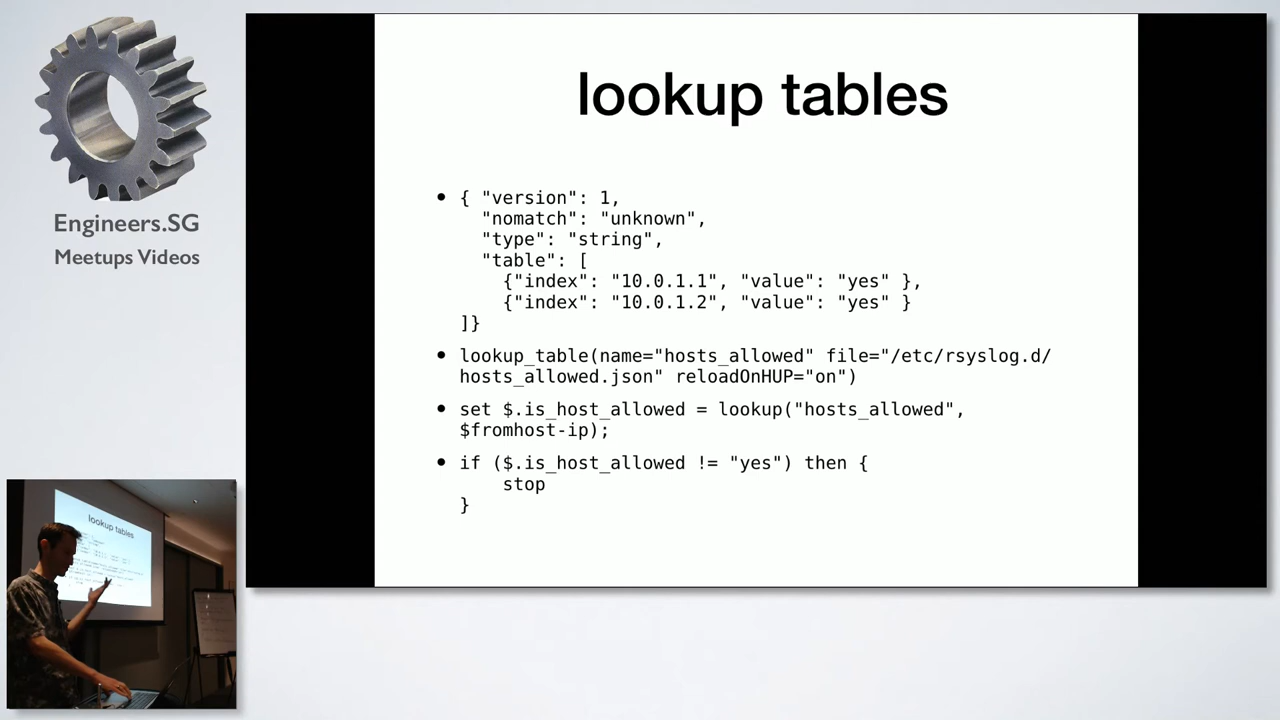 Engineers.SG
Meetups Videos
lookup tables
• { "version": 1,
"nomatch": "unknown",
"type": "string",
"table": [
{"index": "10.0.1.1", "value": "yes" },
{"index": "10.0.1.2", "value": "yes" }
]}
• lookup_table(name="hosts_allowed" file="/etc/rsyslog.d/
hosts_allowed.json" reloadOnHUP="on")
• set $.is_host_allowed = lookup("hosts_allowed",
$fromhost-ip);
• if ($.is_host_allowed != "yes") then {
stop
}
lookup tables